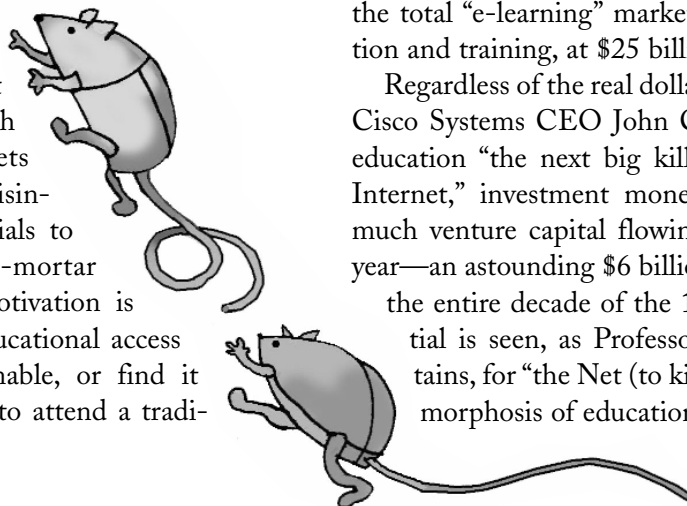 ets
isin-
ials to
-mortar
otivation is
ucational access
nable, or find it
to attend a tradi-
the total “e-learning” marke
tion and training, at $25 bill
Regardless of the real dolla
Cisco Systems CEO John C
education “the next big kill
Internet,” investment mone
much venture capital flowin
year—an astounding $6 billi
the entire decade of the 1
tial is seen, as Professo
tains, for “the Net (to ki
morphosis of education